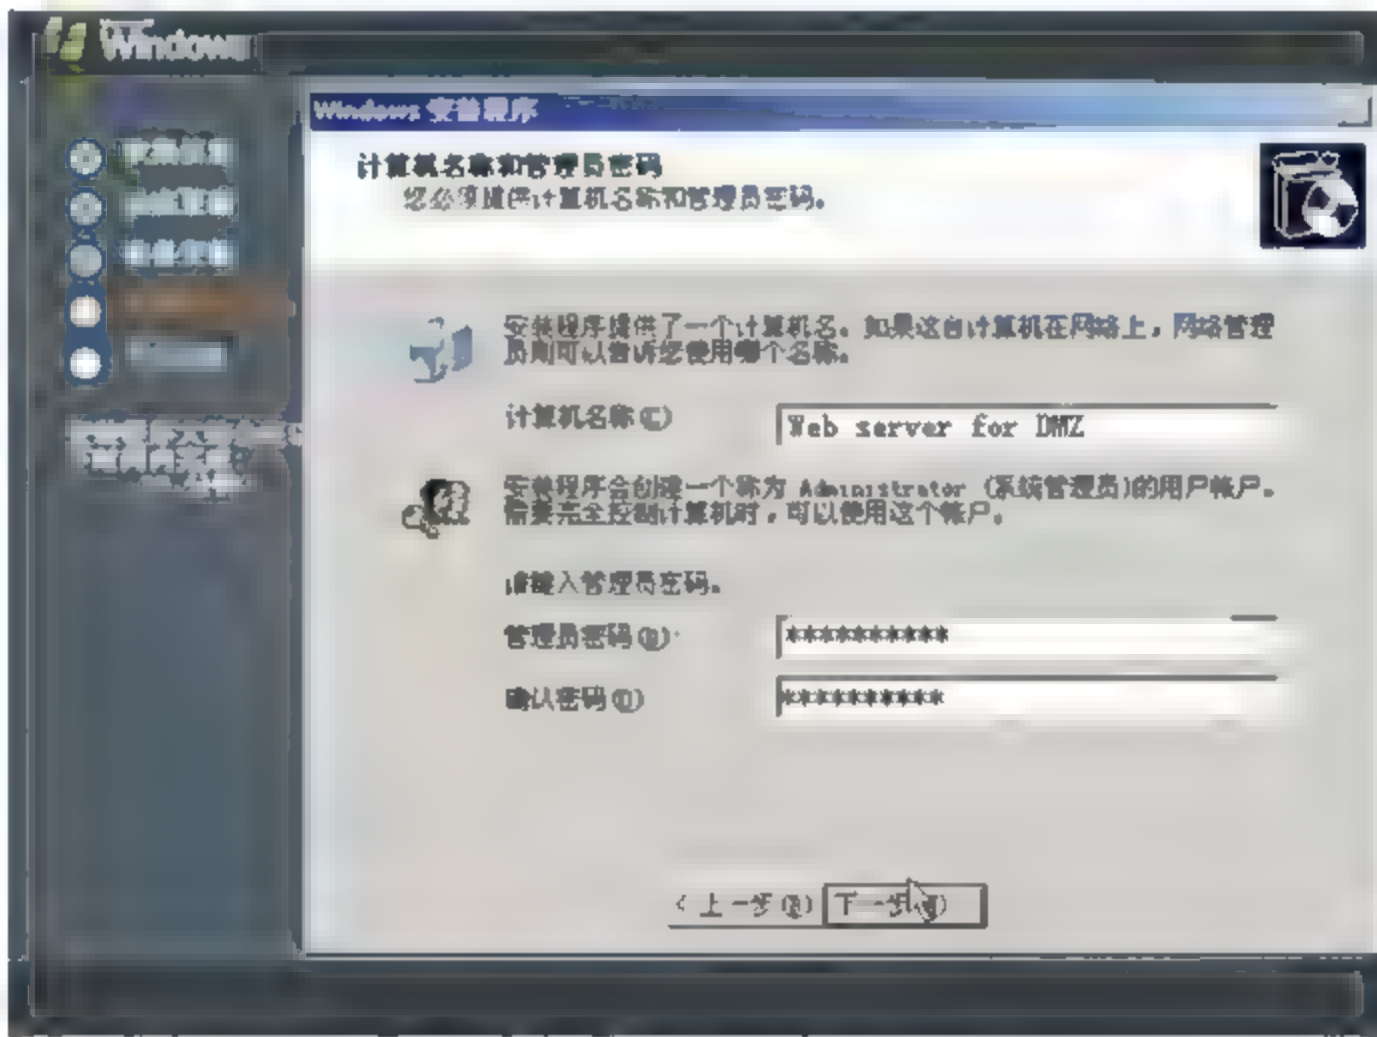 Windows
Windows 安装程序
计算机名称和管理员密码
您必须提供计算机名称和管理员密码。
安装程序提供了一个计算机名。如果这台计算机在网络上，网络管理
员则可以告诉您使用哪个名称。
计算机名称(C)
Web server for DMZ
安装程序会创建一个称为 Administrator (系统管理员)的用户帐户。
需要完全控制计算机时，可以使用这个帐户。
请键入管理员密码。
管理员密码
**********
确认密码
**********
< 上一步(B) 下一步(N)